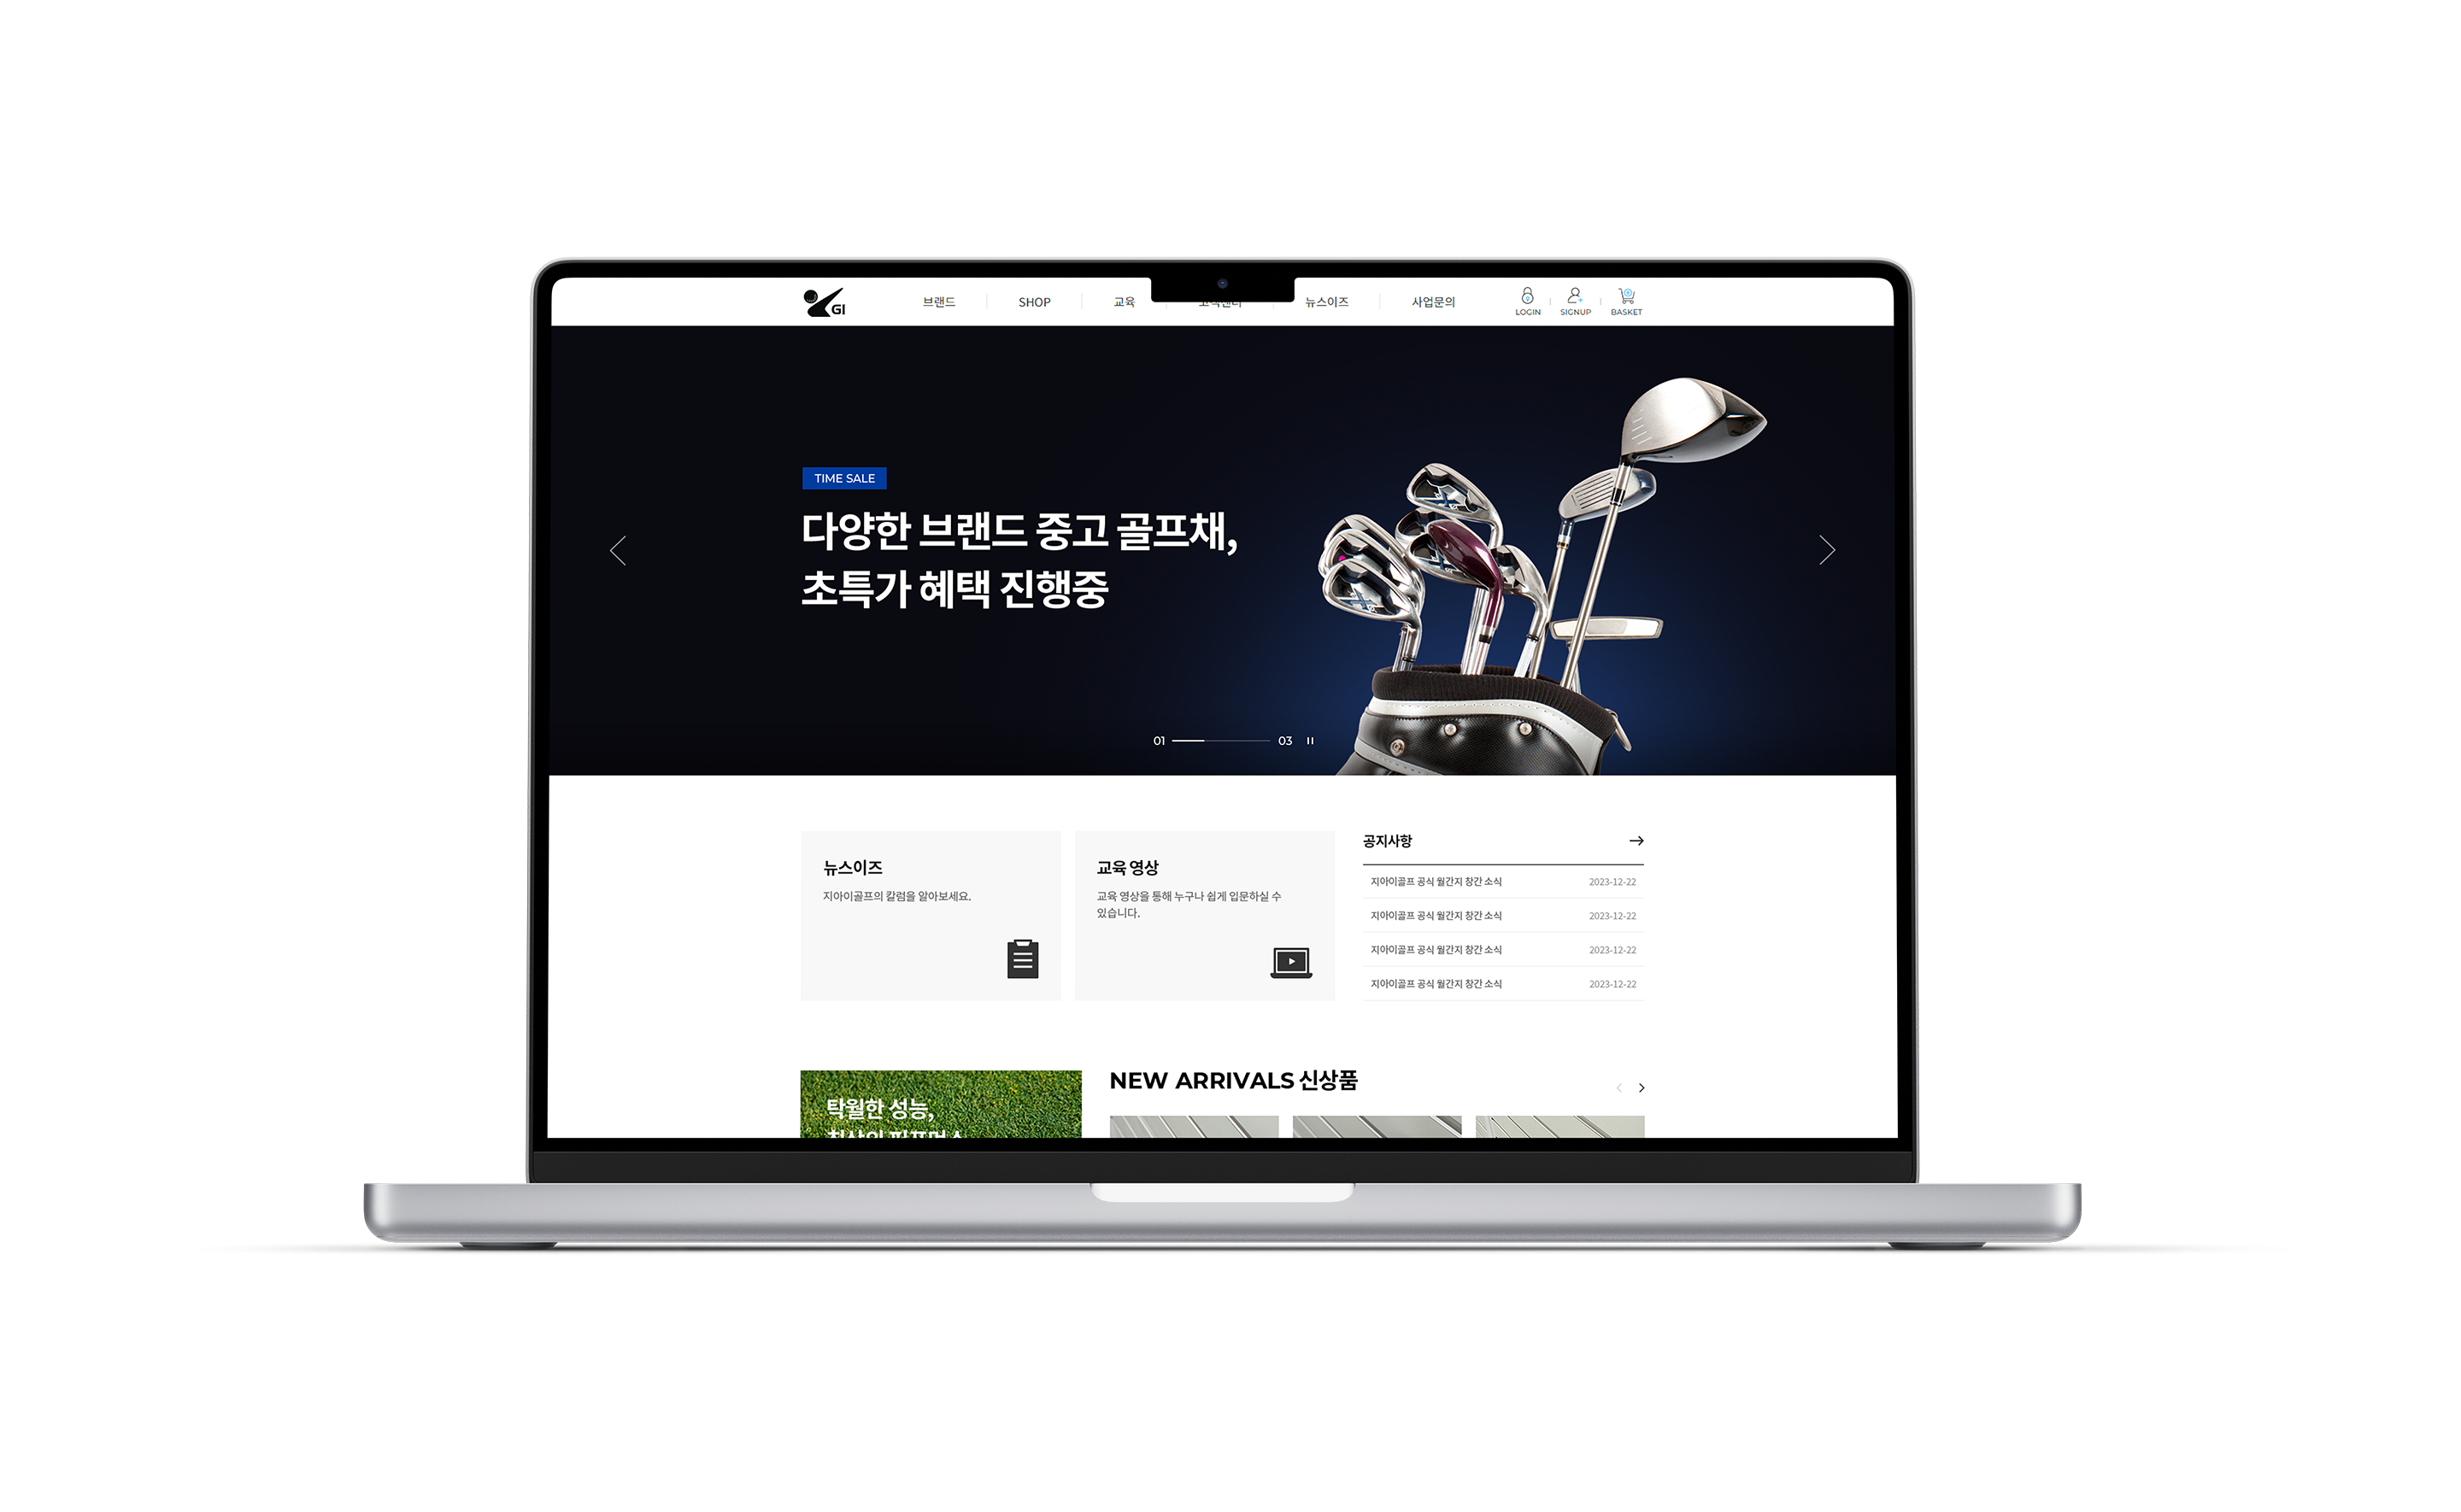 GI
브랜드
SHOP
교육
고객센터
뉴스이즈
사업문의
LOGIN
SIGNUP
BASKET
TIME SALE
다양한 브랜드 중고 골프채,
초특가 혜택 진행중
01
03
뉴스이즈
지아이골프의 칼럼을 알아보세요.
교육 영상
교육 영상을 통해 누구나 쉽게 입문하실 수
있습니다.
공지사항
지아이골프 공식 월간지 창간 소식 2023-12-22
지아이골프 공식 월간지 창간 소식 2023-12-22
지아이골프 공식 월간지 창간 소식 2023-12-22
지아이골프 공식 월간지 창간 소식 2023-12-22
탁월한 성능,
NEW ARRIVALS 신상품